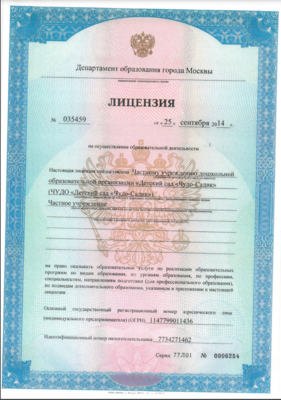 Департамент образования города Москвы
ЛИЦЕНЗИЯ
№ 035459 от « 25 » сентября 2014 г.
на осуществление образовательной деятельности
Настоящая лицензия предоставлена Частному учреждению дошкольной
образовательной организации «Детский сад «Чудо-Садик»
(ЧУДО «Детский сад «Чудо-Садик»)
Частное учреждение
на право оказывать образовательные услуги по реализации образовательных
программ по видам образования, по уровням образования, по профессиям,
специальностям, направлениям подготовки (для профессионального образования),
по подвидам дополнительного образования, указанным в приложении к настоящей
лицензии
Основной государственный регистрационный номер юридического лица
(индивидуального предпринимателя) (ОГРН) 1147799011436
Идентификационный номер налогоплательщика 7734271462
Серия 77Л01 № 0006254